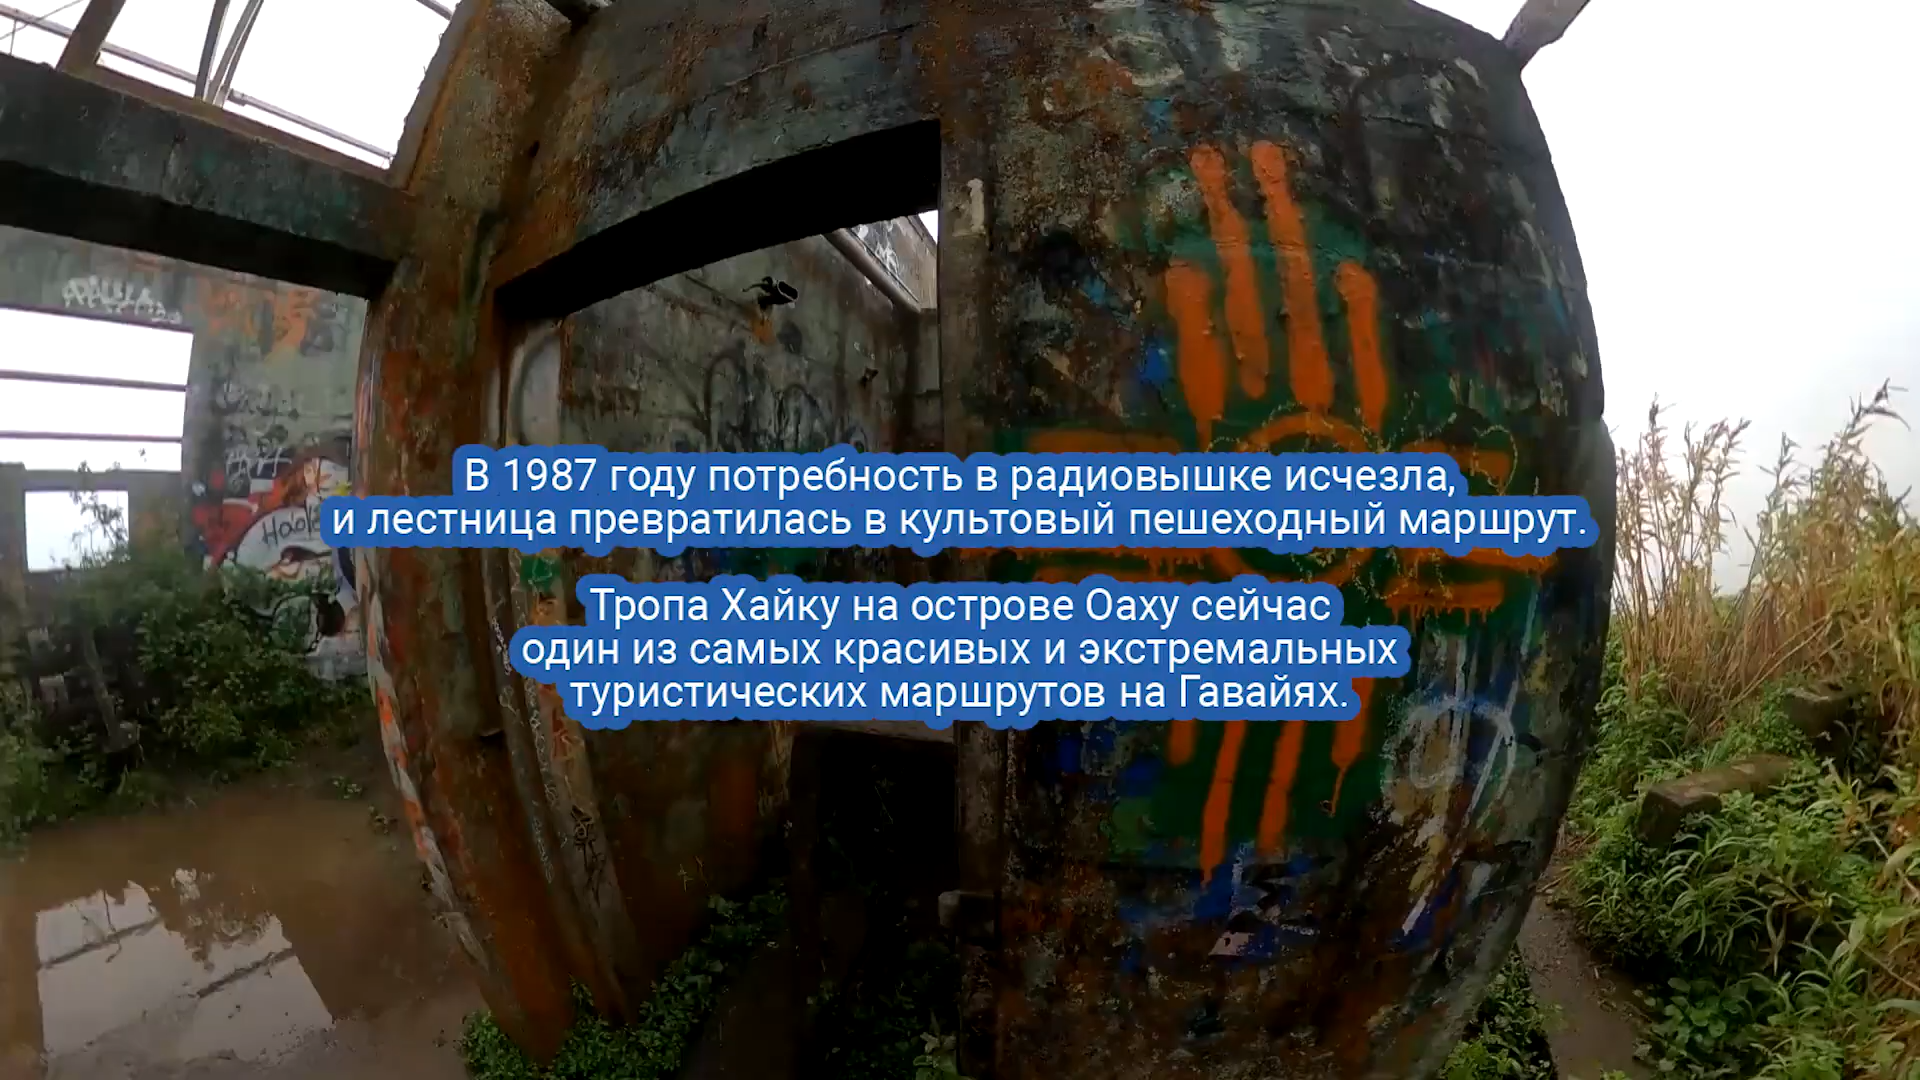 В 1987 году потребность в радиовышке исчезла,
и лестница превратилась в культовый пешеходный маршрут.
Тропа Хайку на острове Оаху сейчас
один из самых красивых и экстремальных
туристических маршрутов на Гавайях.